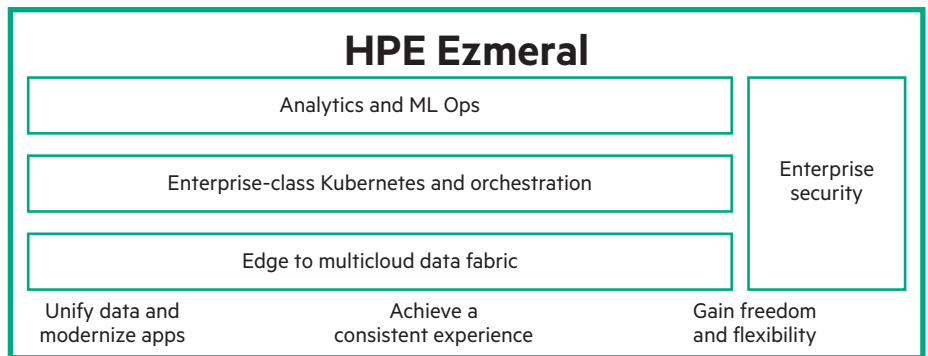 HPE Ezmeral
Analytics and ML Ops
Enterprise-class Kubernetes and orchestration
Edge to multicloud data fabric
Enterprise
security
Unify data and
modernize apps
Achieve a
consistent experience
Gain freedom
and flexibility